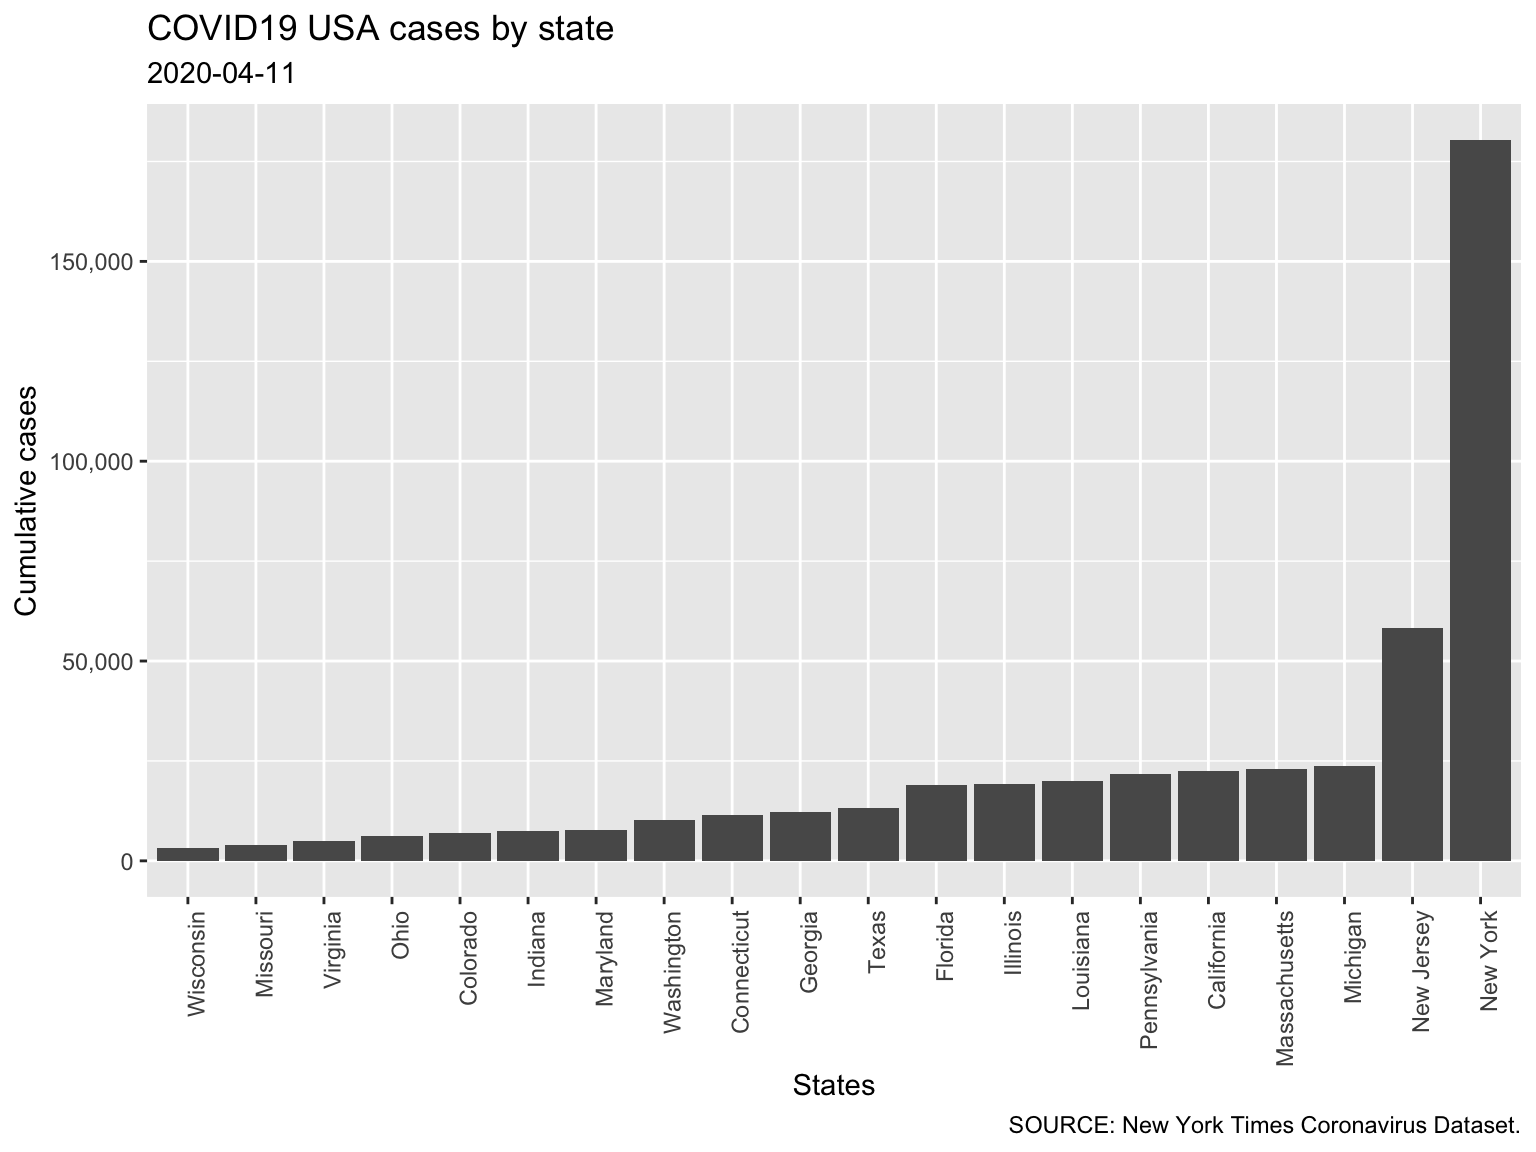 COVID19 USA cases by state
2020-04-11
Cumulative cases
150,000
100,000
50,000
0
Wisconsin
Missouri
Virginia
Ohio
Colorado
Indiana
Maryland
Washington
Connecticut
Georgia
Texas
Florida
Illinois
Louisiana
Pennsylvania
California
Massachusetts
Michigan
New Jersey
New York
States
SOURCE: New York Times Coronavirus Dataset.